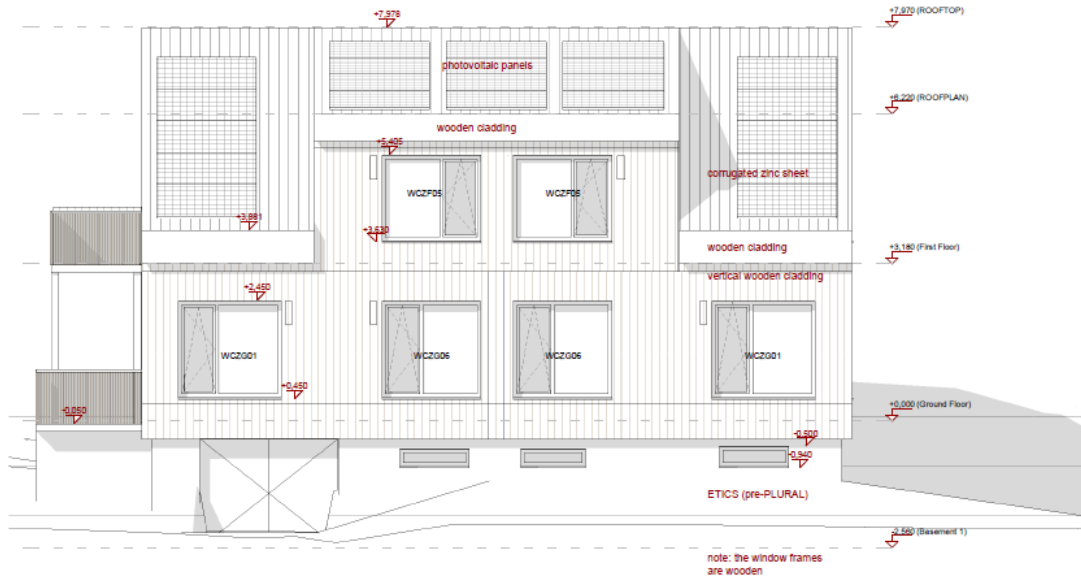 +7,970 (ROOFTOP)
+7,978
photovoltaic panels
+6,220 (ROOFPLAN)
wooden cladding
+5,405
corrugated zinc sheet
WCZF05
WCZF05
+3,881
+3,630
wooden cladding
+3,180 (First Floor)
vertical wooden cladding
+2,450
WCZG01
WCZG05
WCZG05
WCZG01
+0,450
-0,050
+0,000 (Ground Floor)
-0,500
-0,940
ETICS (pre-PLURAL)
-2,560 (Basement 1)
note: the window frames
are wooden